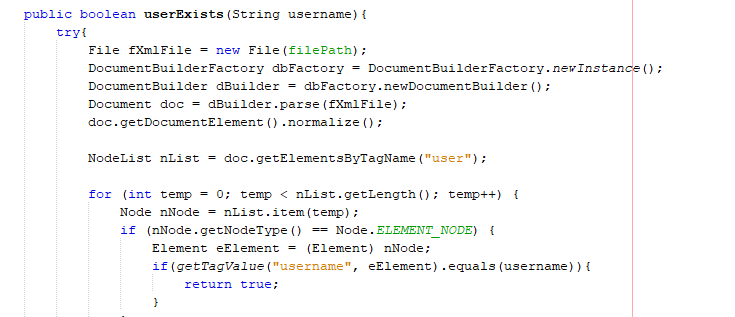 public boolean userExists(String username){
try{
File fXmlFile = new File(filePath);
DocumentBuilderFactory dbFactory = DocumentBuilderFactory.newInstance();
DocumentBuilder dBuilder = dbFactory.newDocumentBuilder();
Document doc = dBuilder.parse(fXmlFile);
doc.getDocumentElement().normalize();
NodeList nList = doc.getElementsByTagName("user");
for (int temp = 0; temp < nList.getLength(); temp++) {
Node nNode = nList.item(temp);
if (nNode.getNodeType() == Node.ELEMENT_NODE) {
Element eElement = (Element) nNode;
if(getTagValue("username", eElement).equals(username)){
return true;
}